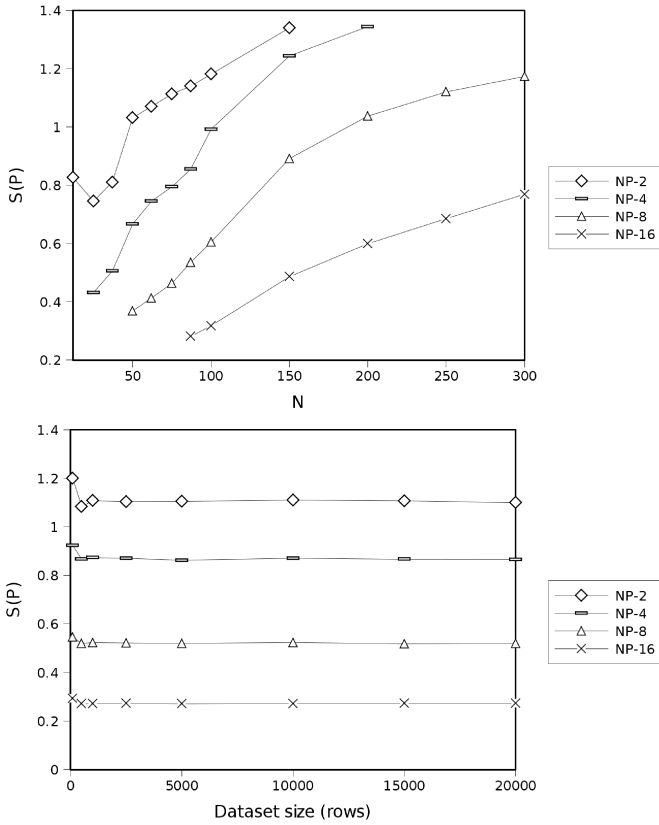 1.4
1.2
1
0.8
0.6
0.4
0.2
S(P)
50 100 150 200 250 300
N
NP-2
NP-4
NP-8
NP-16
1.4
1.2
1
0.8
0.6
0.4
0.2
0
S(P)
0 5000 10000 15000 20000
Dataset size (rows)
NP-2
NP-4
NP-8
NP-16